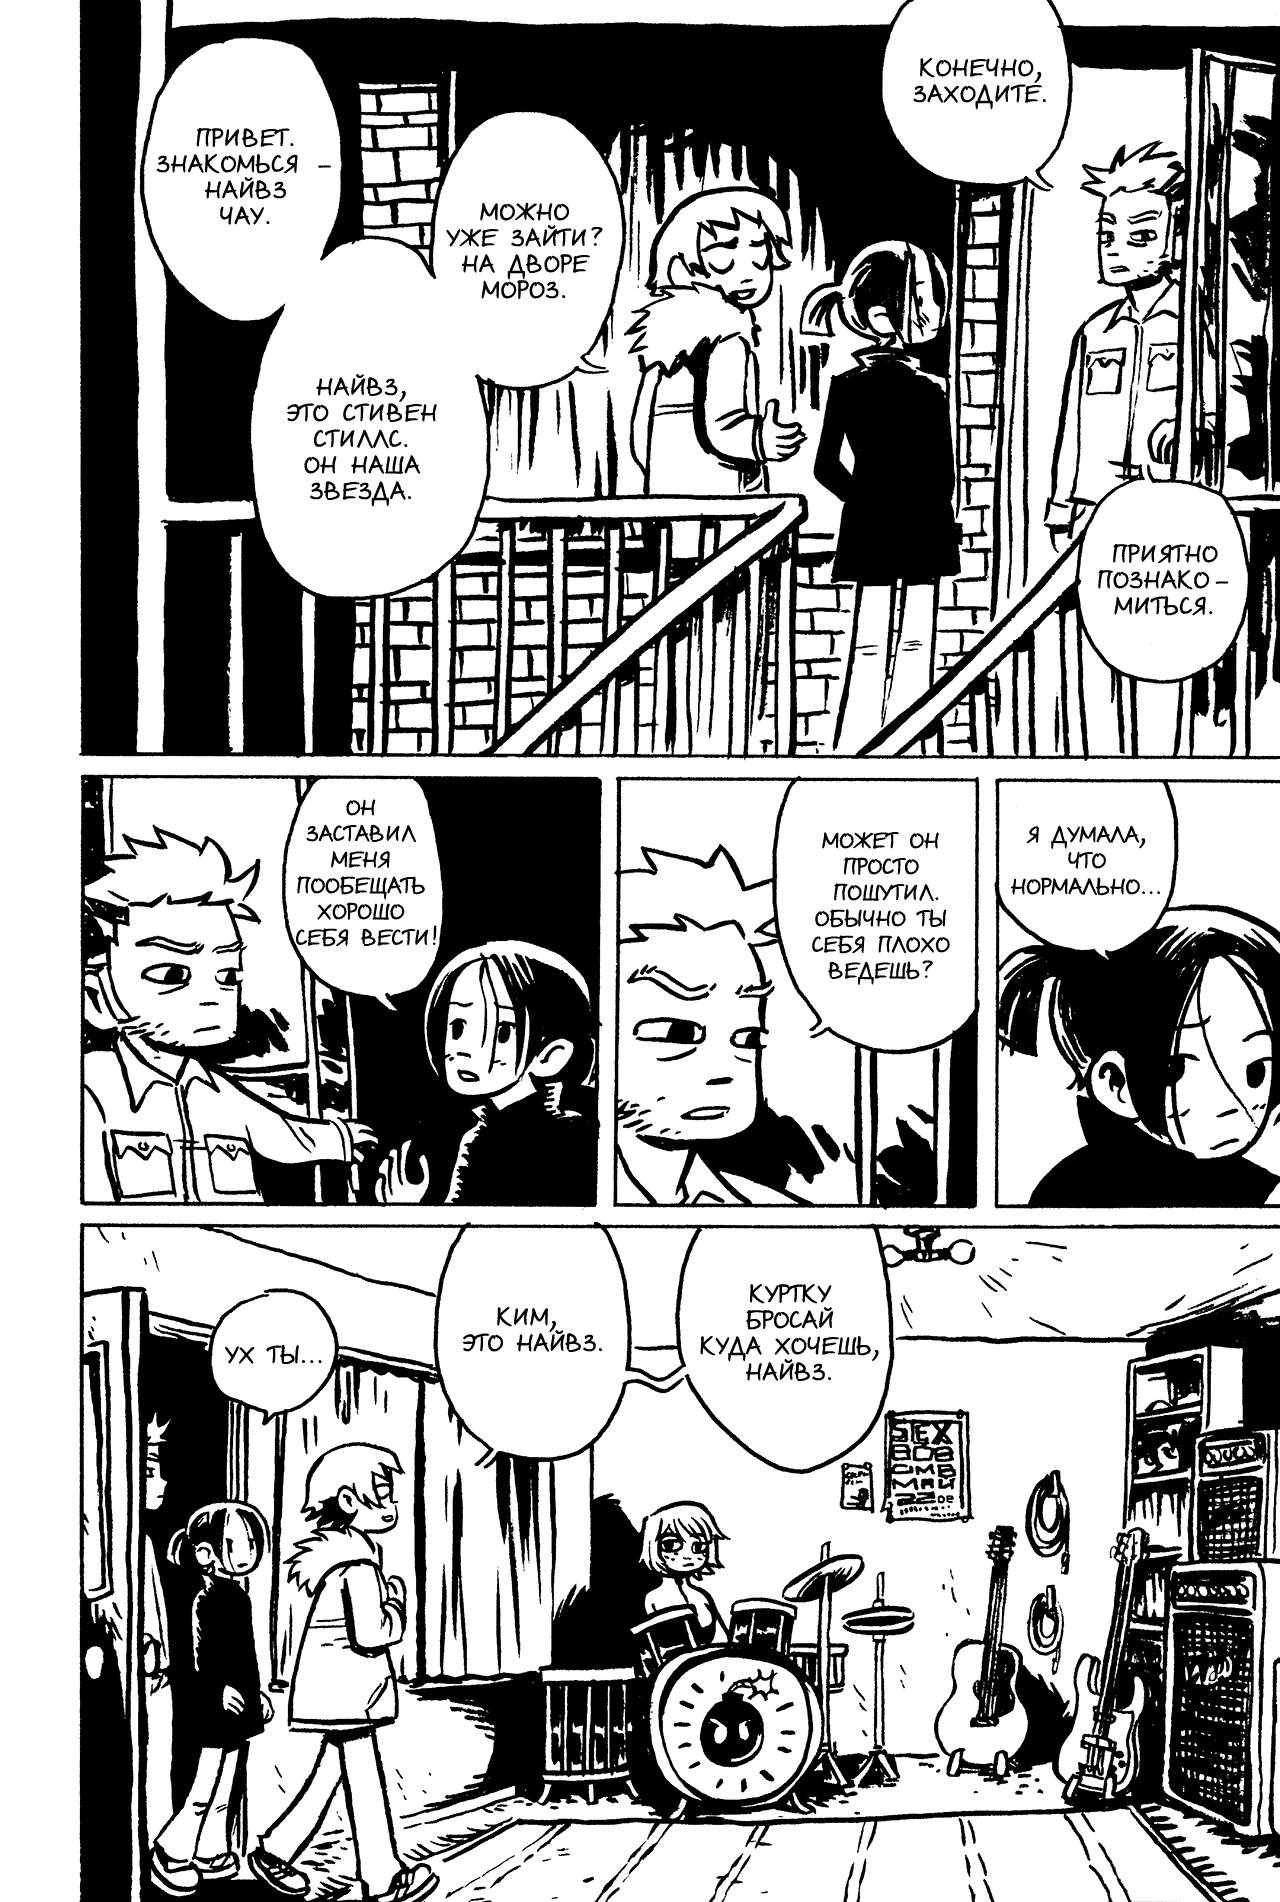 ПРИВЕТ.
ЗНАКОМЬСЯ –
НАЙВЗ
ЧАУ.
НАЙВЗ,
ЭТО СТИВЕН
СТИЛЛС.
ОН НАША
ЗВЕЗДА.
МОЖНО
УЖЕ ЗАЙТИ?
НА ДВОРЕ
МОРОЗ.
КОНЕЧНО,
ЗАХОДИТЕ.
ПРИЯТНО
ПОЗНАКО–
МИТЬСЯ.
ОН
ЗАСТАВИЛ
МЕНЯ
ПООБЕЩАТЬ
ХОРОШО
СЕБЯ ВЕСТИ!
МОЖЕТ ОН
ПРОСТО
ПОШУТИЛ.
ОБЫЧНО ТЫ
СЕБЯ ПЛОХО
ВЕДЕШЬ?
Я ДУМАЛА,
ЧТО
НОРМАЛЬНО...
УХ ТЫ...
КИМ,
ЭТО НАЙВЗ.
КУРТКУ
БРОСАЙ
КУДА ХОЧЕШЬ,
НАЙВЗ.
SEX
BOB
OMB
МАЙ
22ОЕ